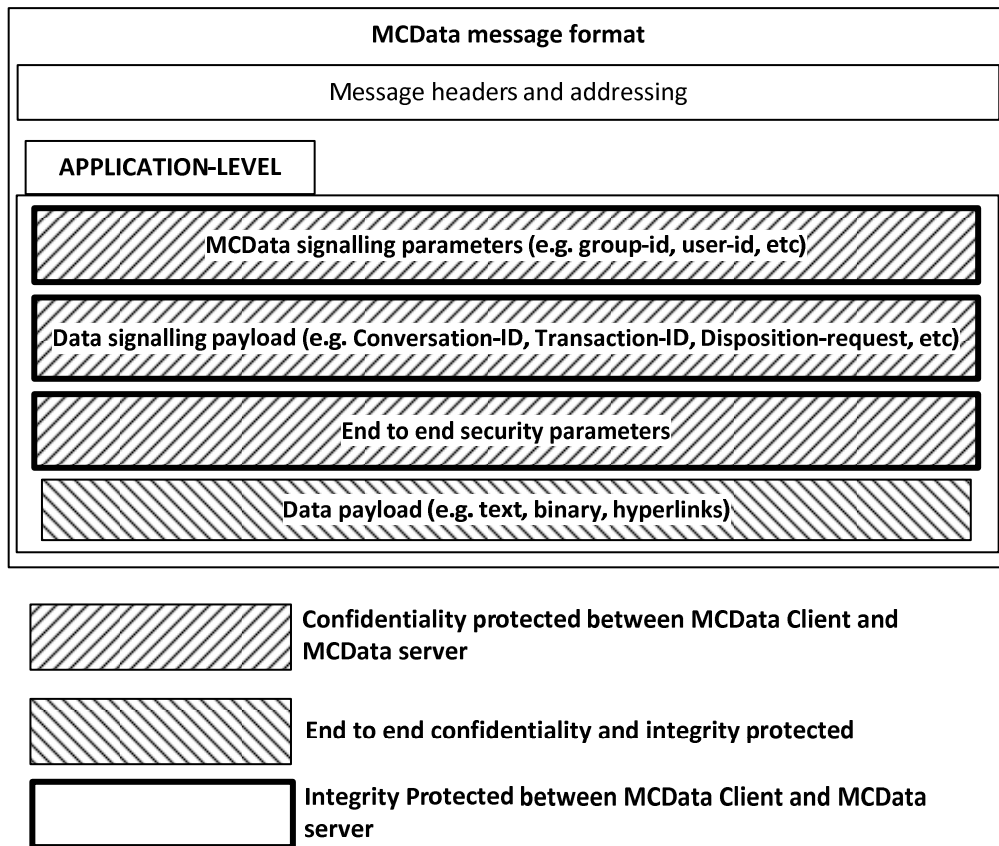 MCData message format
Message headers and addressing
APPLICATION-LEVEL
MCData signalling parameters (e.g. group-id, user-id, etc)
Data signalling payload (e.g. Conversation-ID, Transaction-ID, Disposition-request, etc)
End to end security parameters
Data payload (e.g. text, binary, hyperlinks)
Confidentiality protected between MCData Client and
MCData server
End to end confidentiality and integrity protected
Integrity Protected between MCData Client and MCData
server